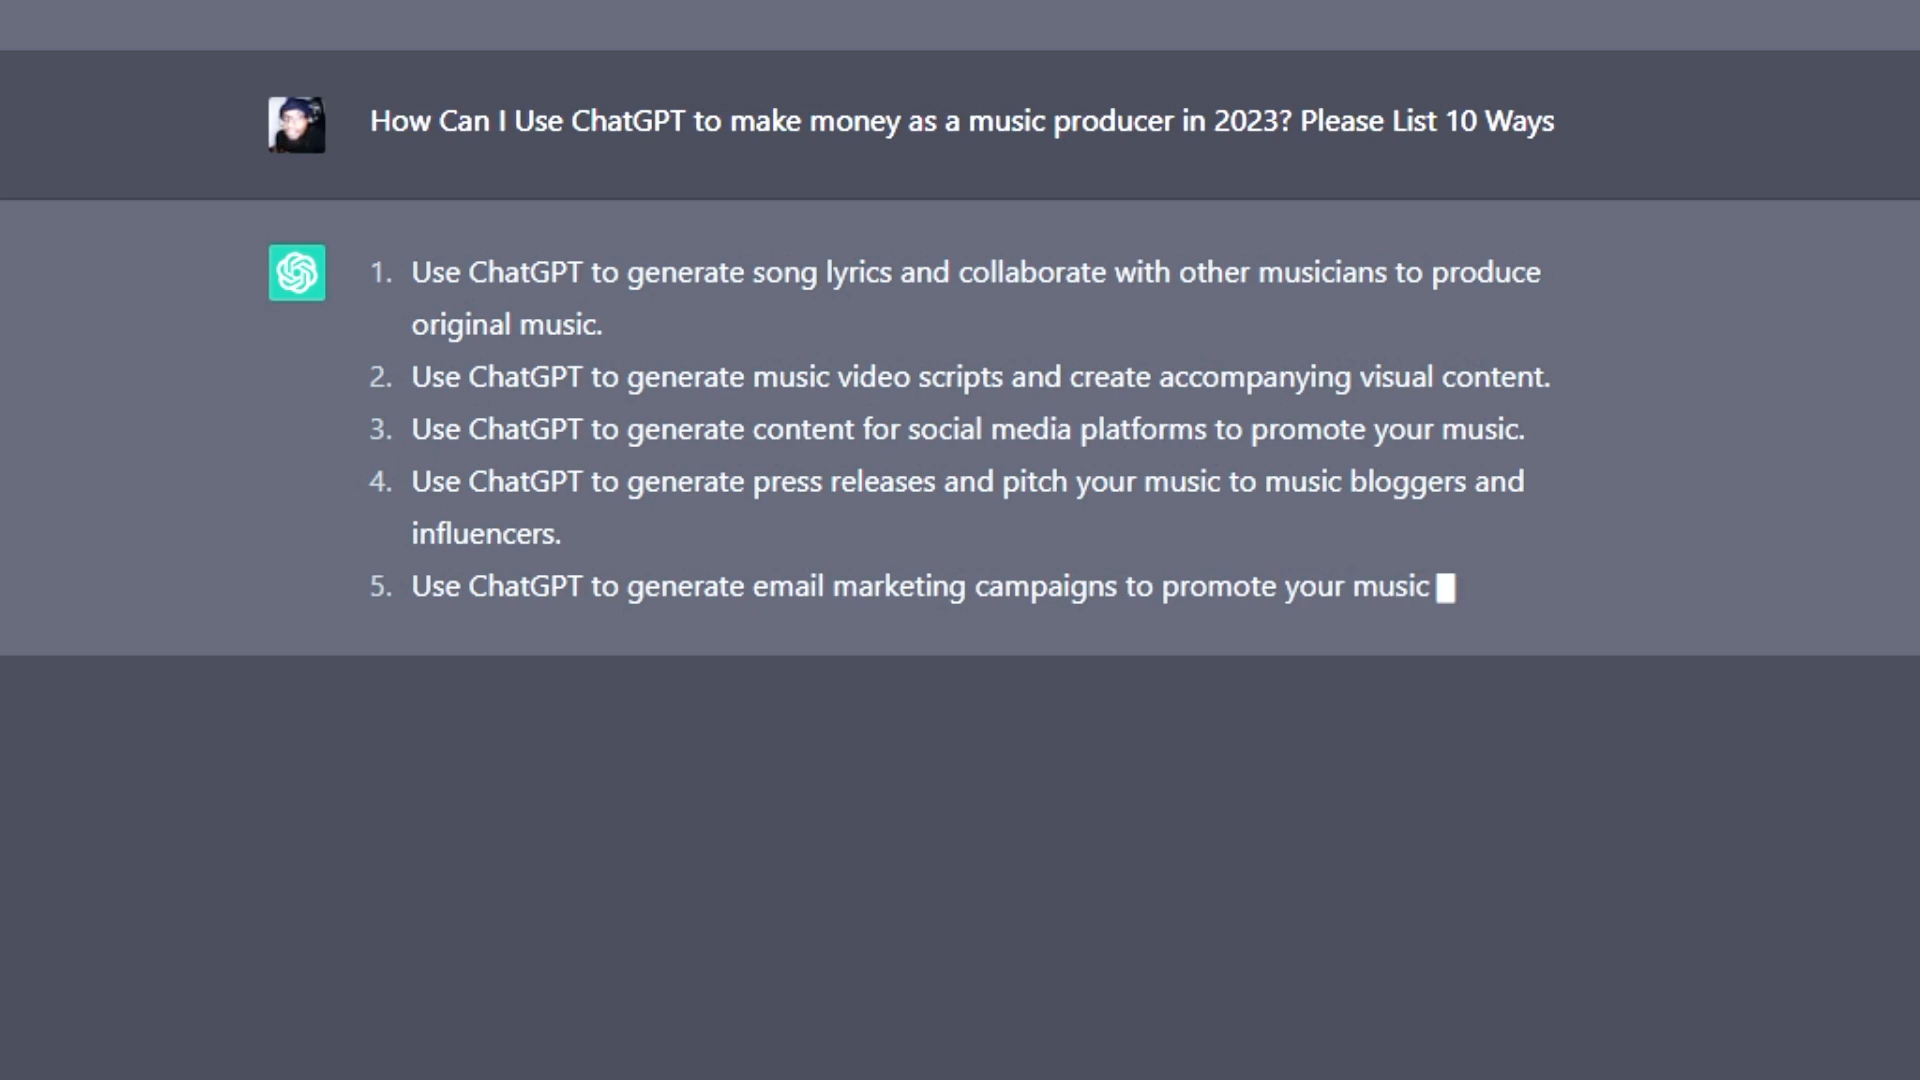 How Can I Use ChatGPT to make money as a music producer in 2023? Please List 10 Ways
1. Use ChatGPT to generate song lyrics and collaborate with other musicians to produce
original music.
2. Use ChatGPT to generate music video scripts and create accompanying visual content.
3. Use ChatGPT to generate content for social media platforms to promote your music.
4. Use ChatGPT to generate press releases and pitch your music to music bloggers and
influencers.
5. Use ChatGPT to generate email marketing campaigns to promote your music